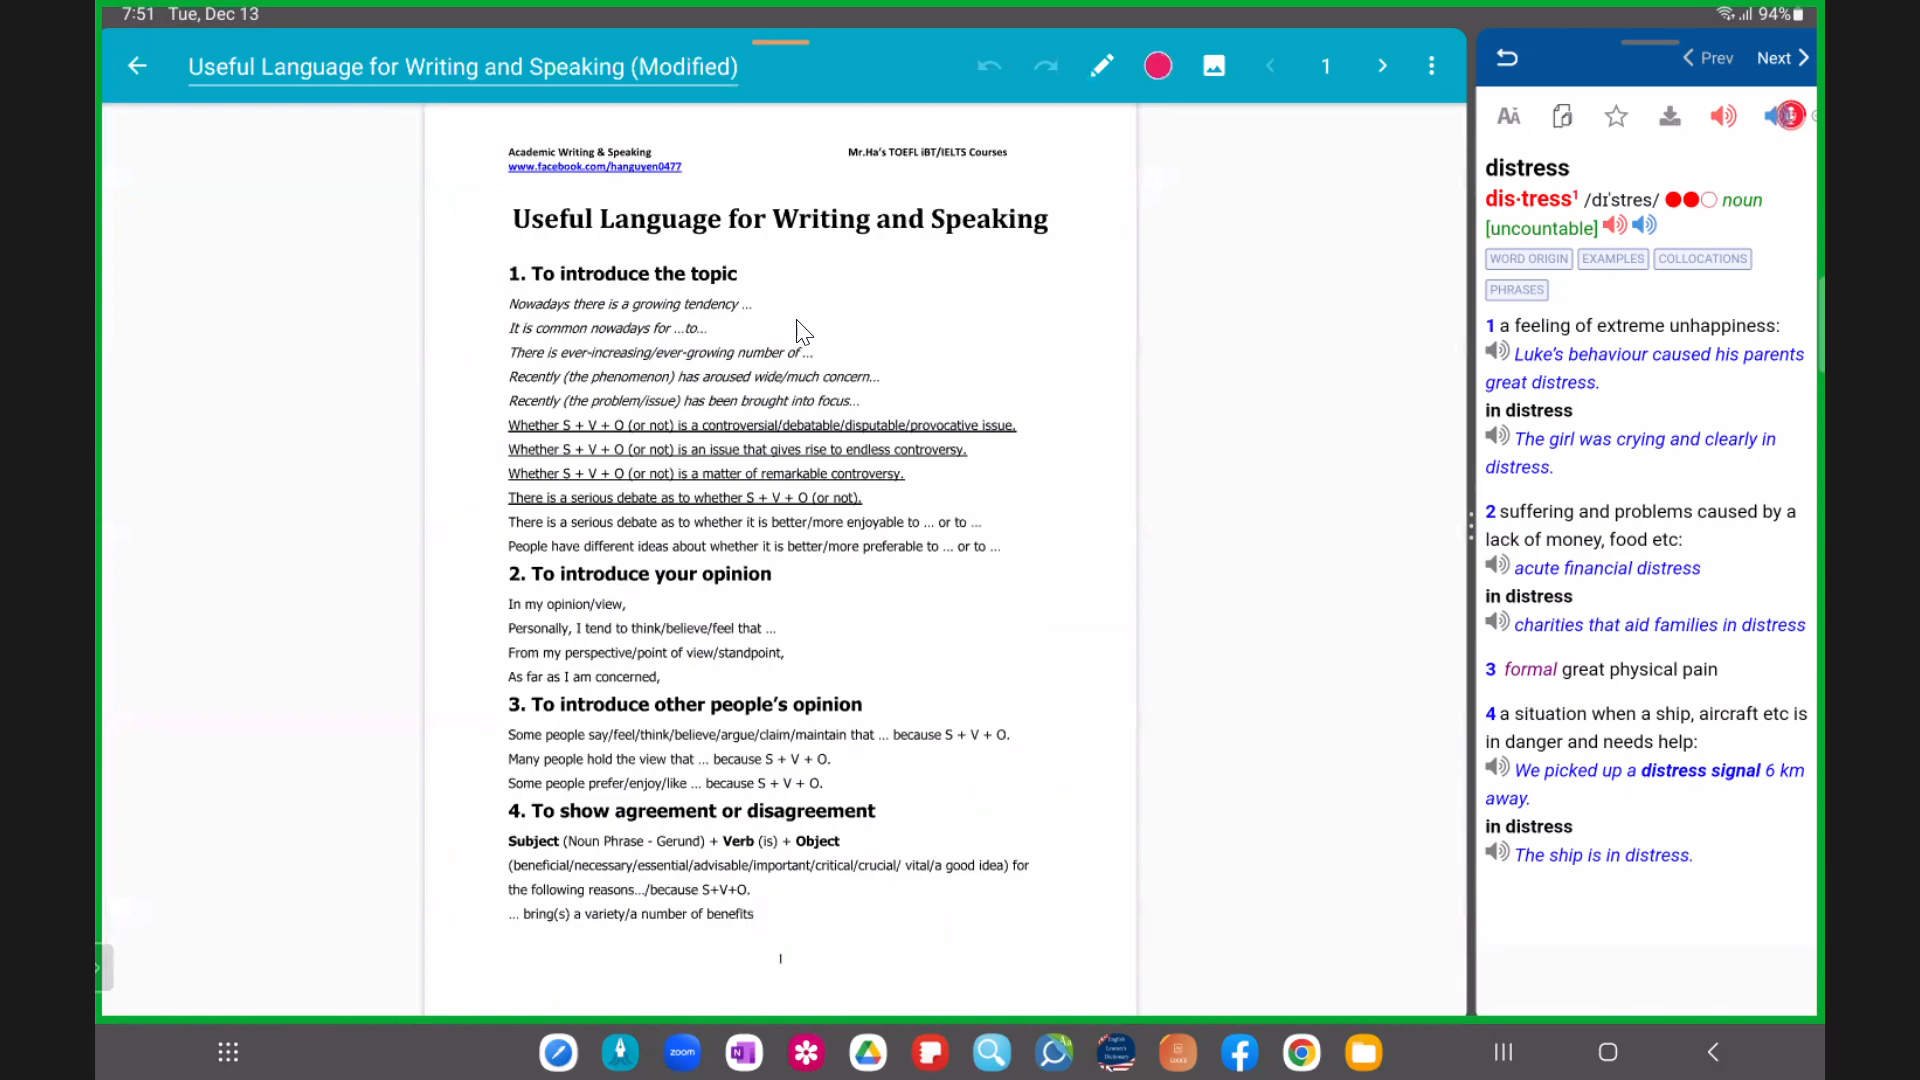 7:51 Tue, Dec 13
94%
Useful Language for Writing and Speaking (Modified)
1
Academic Writing & Speaking
Mr.Ha's TOEFL iBT/IELTS Courses
www.facebook.com/hanguyen0477
Useful Language for Writing and Speaking
1. To introduce the topic
Nowadays there is a growing tendency ...
It is common nowadays for ...to...
There is ever-increasing/ever-growing number of ...
Recently (the phenomenon) has aroused wide/much concern...
Recently (the problem/issue) has been brought into focus...
Whether S + V + O (or not) is a controversial/debatable/disputable/provocative issue.
Whether S + V + O (or not) is an issue that gives rise to endless controversy.
Whether S + V + O (or not) is a matter of remarkable controversy.
There is a serious debate as to whether S + V + O (or not).
There is a serious debate as to whether it is better/more enjoyable to ... or to ...
People have different ideas about whether it is better/more preferable to ... or to ...
2. To introduce your opinion
In my opinion/view,
Personally, I tend to think/believe/feel that ...
From my perspective/point of view/standpoint,
As far as I am concerned,
3. To introduce other people's opinion
Some people say/feel/think/believe/argue/claim/maintain that ... because S + V + O.
Many people hold the view that ... because S + V + O.
Some people prefer/enjoy/like ... because S + V + O.
4. To show agreement or disagreement
Subject (Noun Phrase - Gerund) + Verb (is) + Object
(beneficial/necessary/essential/advisable/important/critical/crucial/ vital/a good idea) for
the following reasons.../because S+V+O.
... bring(s) a variety/a number of benefits
1
Prev
Next
distress
dis·tress¹ /dɪˈstres/ noun
[uncountable]
WORD ORIGIN EXAMPLES COLLOCATIONS
PHRASES
1 a feeling of extreme unhappiness:
Luke's behaviour caused his parents
great distress.
in distress
The girl was crying and clearly in
distress.
2 suffering and problems caused by a
lack of money, food etc:
acute financial distress
in distress
charities that aid families in distress
3 formal great physical pain
4 a situation when a ship, aircraft etc is
in danger and needs help:
We picked up a distress signal 6 km
away.
in distress
The ship is in distress.
zoom